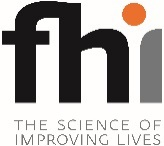 fhi
THE SCIENCE OF
IMPROVING LIVES